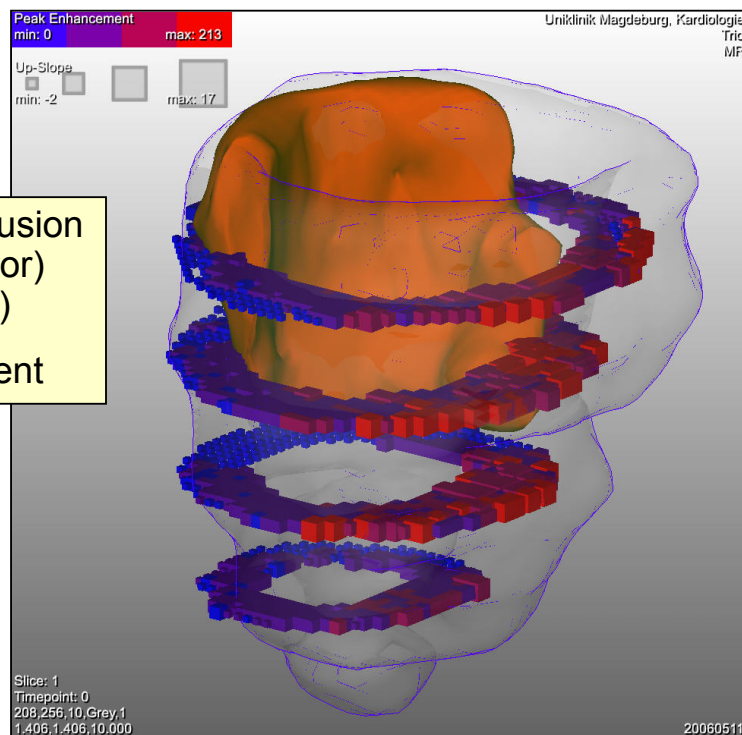 Peak Enhancement
min: 0 max: 213
Up-Slope
min: -2 max: 17
Uniklinik Magdeburg, Kardiologie
usion
or)
)
ent
Slice: 1
Timepoint: 0
208,256,10,Grey,1
1.406,1.406,10.000
20060511